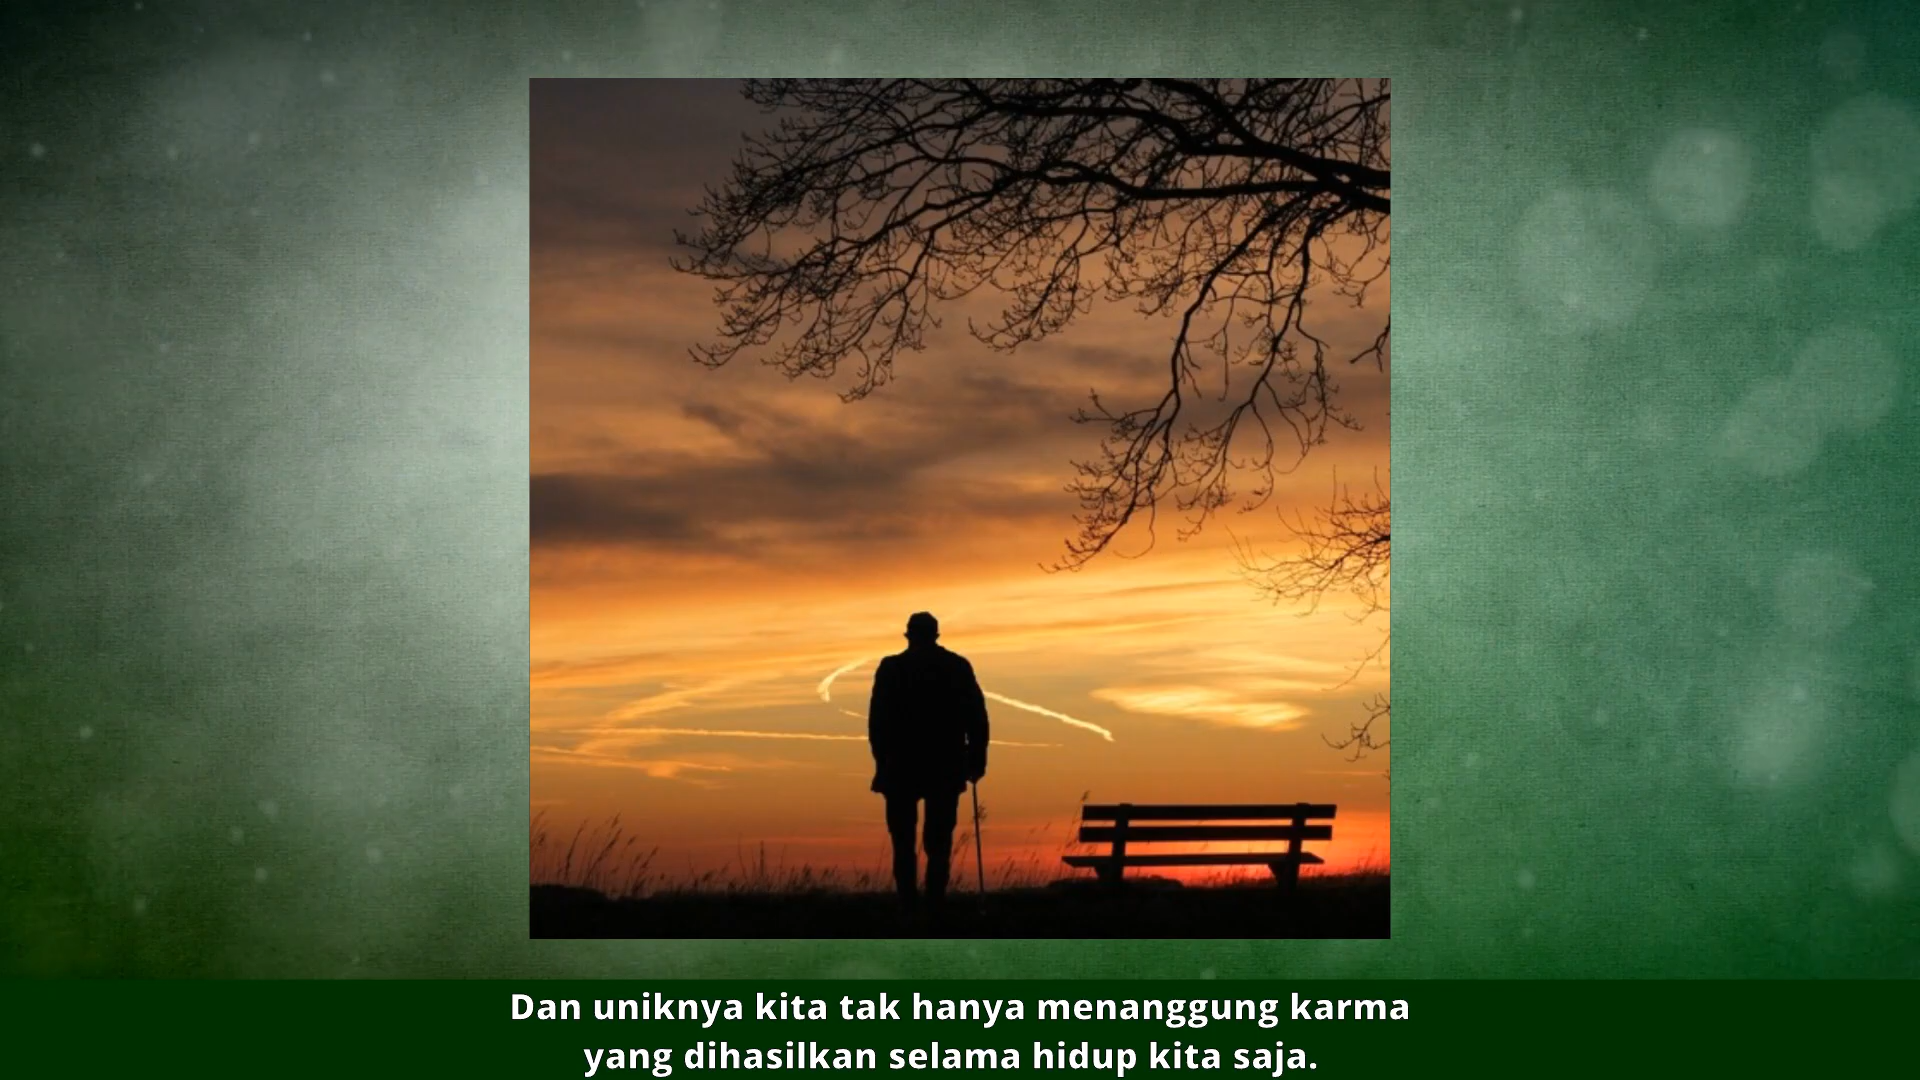 Dan uniknya kita tak hanya menanggung karma
yang dihasilkan selama hidup kita saja.